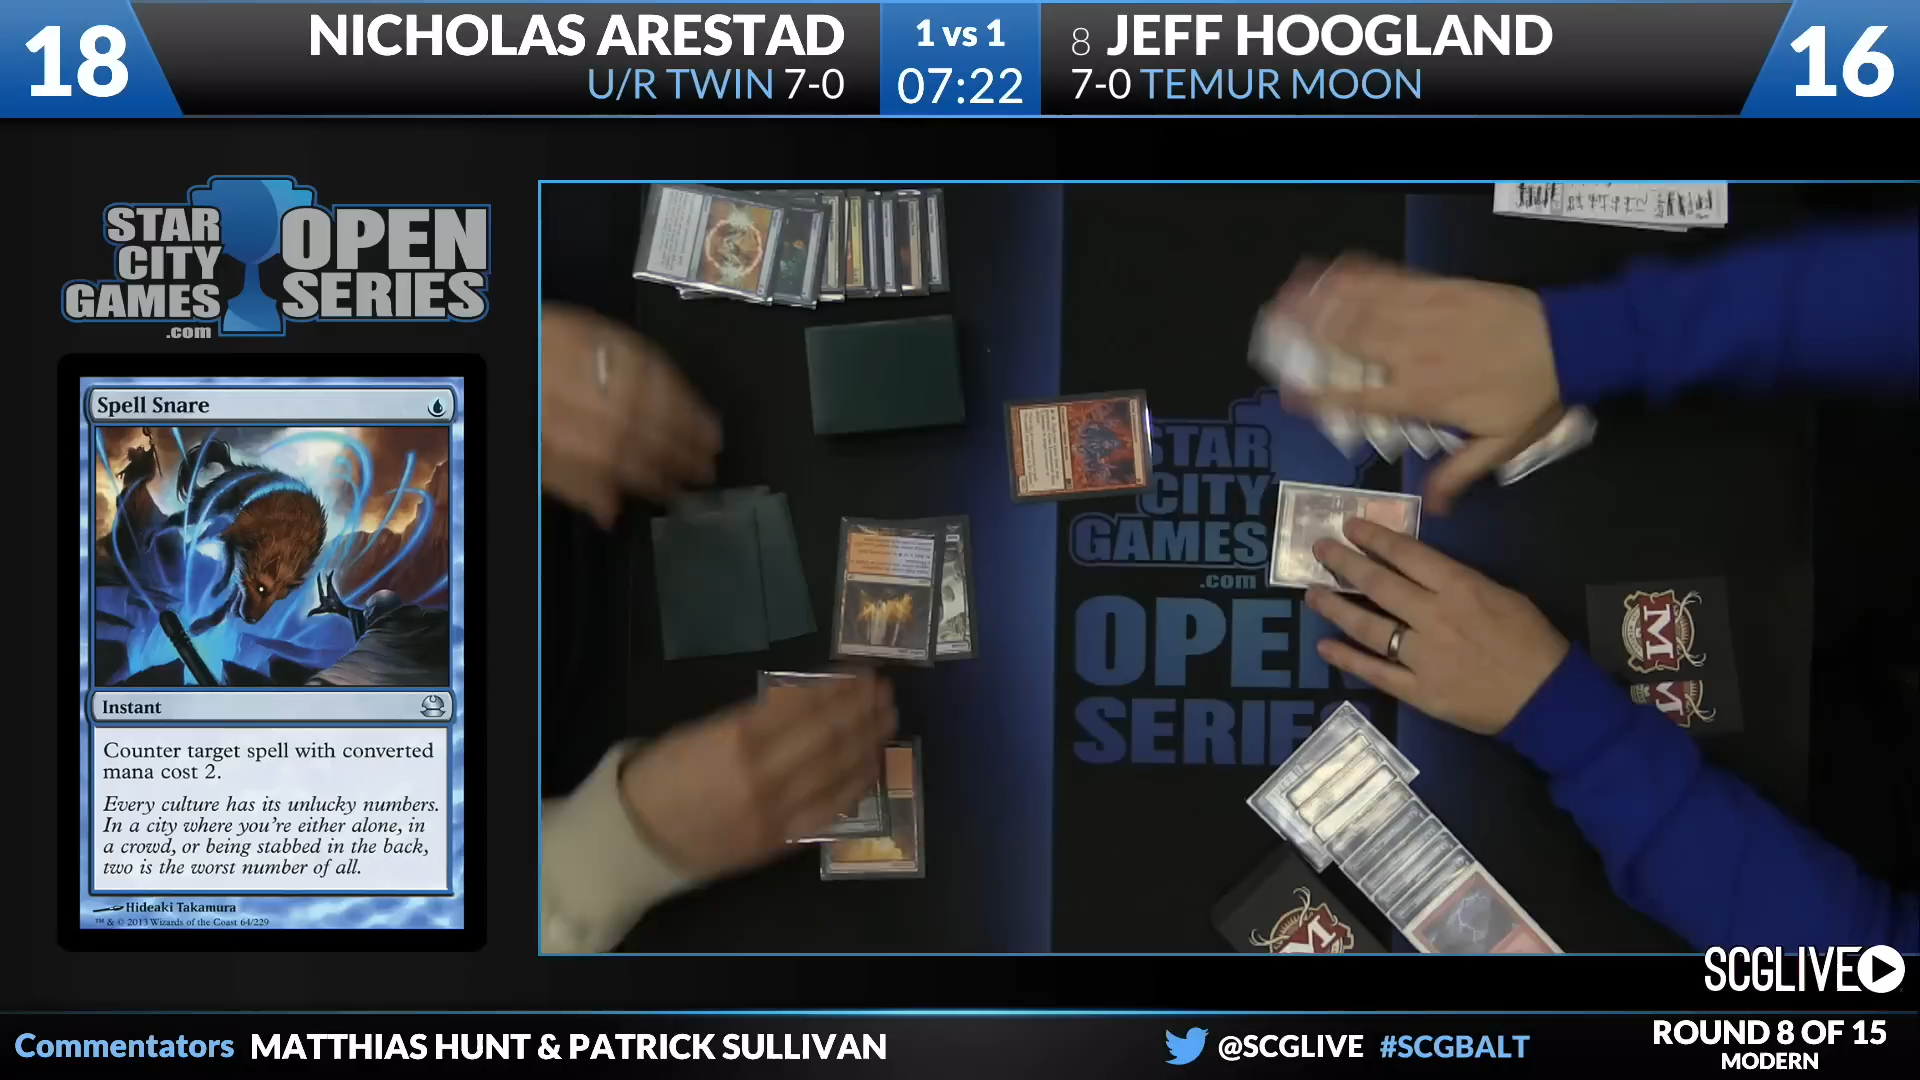 18
NICHOLAS ARESTAD
U/R TWIN 7-0
1 vs 1
07:22
8 JEFF HOOGLAND
7-0 TEMUR MOON
16
STAR CITY GAMES .com OPEN SERIES
Spell Snare
Instant
Counter target spell with converted
mana cost 2.
Every culture has its unlucky numbers.
In a city where you're either alone, in
a crowd, or being stabbed in the back,
two is the worst number of all.
Hideaki Takamura
™ & © 2013 Wizards of the Coast 64/229
STAR
CITY
GAMES
.com
OPEN
SERIES
M
M
M
SCGLIVE
Commentators MATTHIAS HUNT & PATRICK SULLIVAN
@SCGLIVE #SCGBALT
ROUND 8 OF 15
MODERN